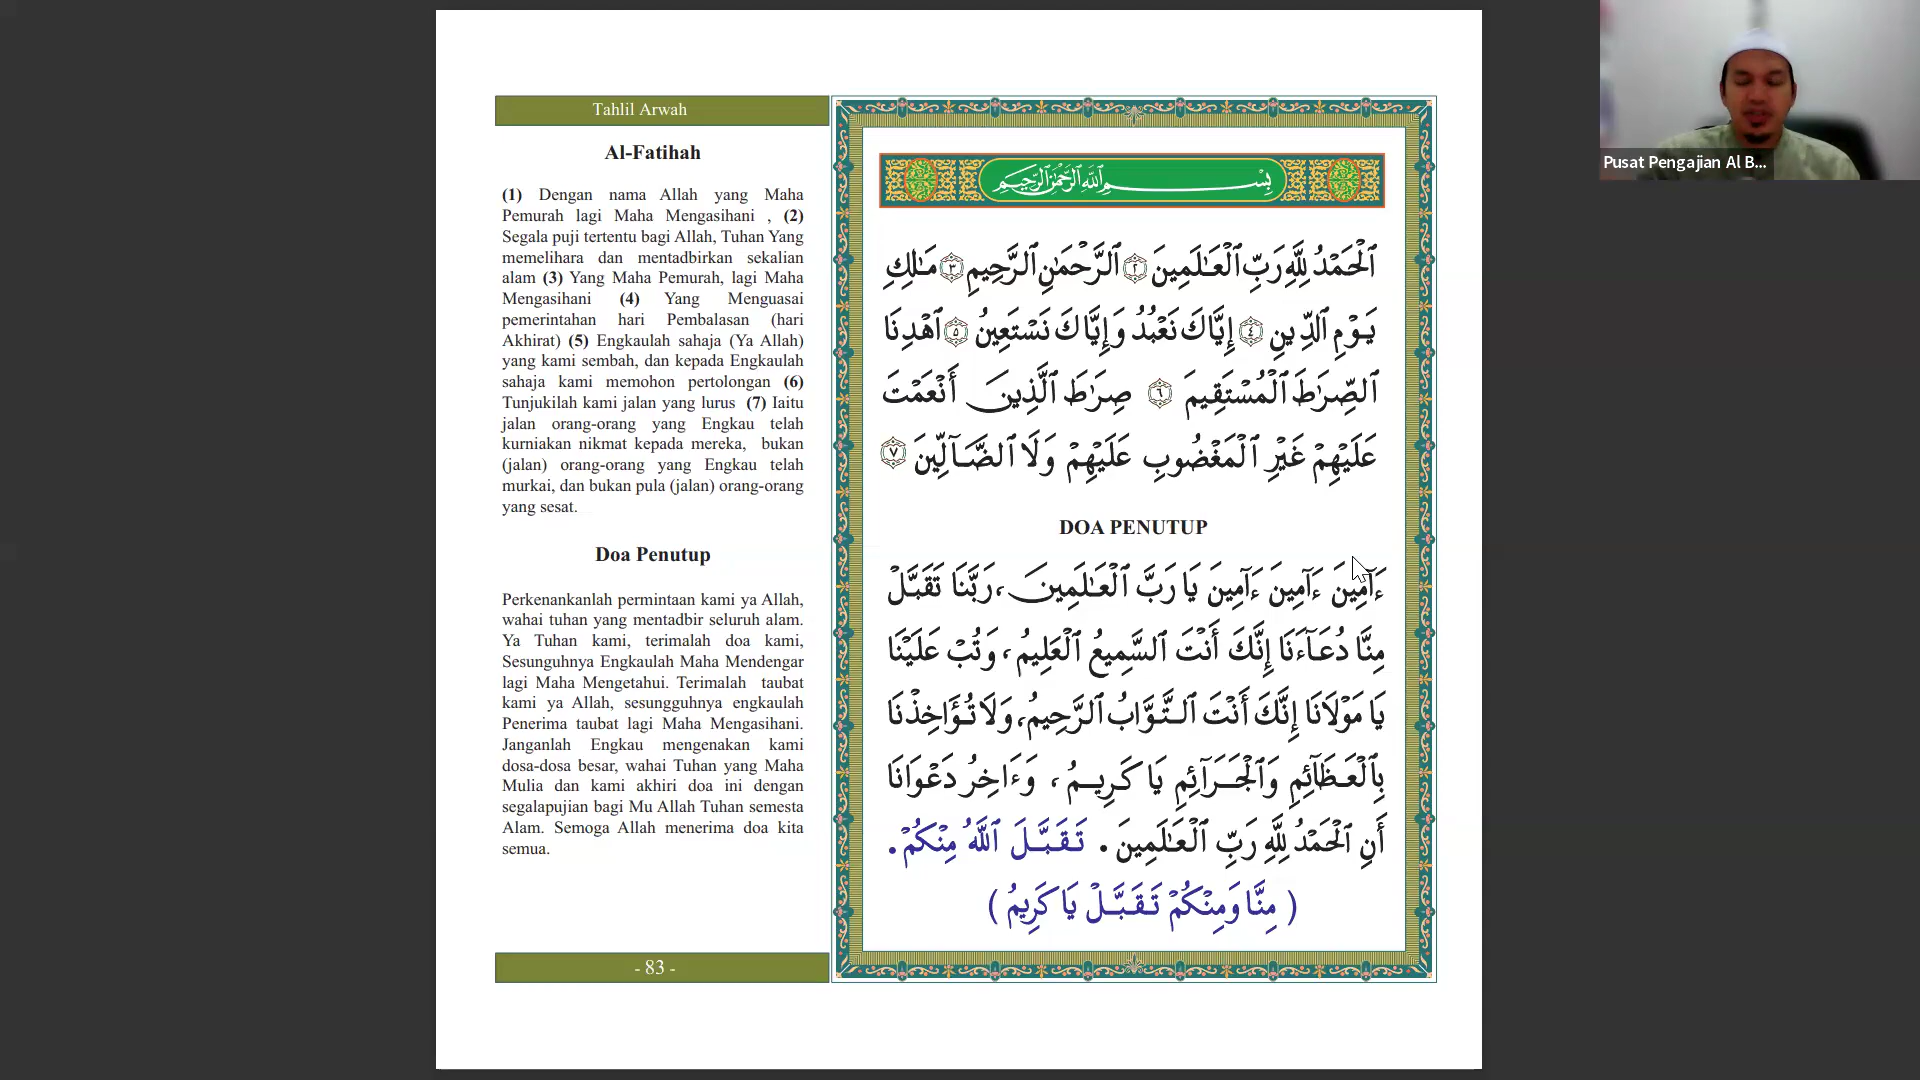 Tahlil Arwah
Al-Fatihah
(1) Dengan nama Allah yang Maha
Pemurah lagi Maha Mengasihani , (2)
Segala puji tertentu bagi Allah, Tuhan Yang
memelihara dan mentadbirkan sekalian
alam (3) Yang Maha Pemurah, lagi Maha
Mengasihani (4) Yang Menguasai
pemerintahan hari Pembalasan (hari
Akhirat) (5) Engkaulah sahaja (Ya Allah)
yang kami sembah, dan kepada Engkaulah
sahaja kami memohon pertolongan (6)
Tunjukilah kami jalan yang lurus (7) Iaitu
jalan orang-orang yang Engkau telah
kurniakan nikmat kepada mereka, bukan
(jalan) orang-orang yang Engkau telah
murkai, dan bukan pula (jalan) orang-orang
yang sesat.
Doa Penutup
Perkenankanlah permintaan kami ya Allah,
wahai tuhan yang mentadbir seluruh alam.
Ya Tuhan kami, terimalah doa kami,
Sesunguhnya Engkaulah Maha Mendengar
lagi Maha Mengetahui. Terimalah taubat
kami ya Allah, sesungguhnya engkaulah
Penerima taubat lagi Maha Mengasihani.
Janganlah Engkau mengenakan kami
dosa-dosa besar, wahai Tuhan yang Maha
Mulia dan kami akhiri doa ini dengan
segalapujian bagi Mu Allah Tuhan semesta
Alam. Semoga Allah menerima doa kita
semua.
- 83 -
بِسْمِ ٱللَّهِ ٱلرَّحْمَٰنِ ٱلرَّحِيمِ
ٱلْحَمْدُ لِلَّهِ رَبِّ ٱلْعَٰلَمِينَ ٢ ٱلرَّحْمَٰنِ ٱلرَّحِيمِ ٣ مَٰلِكِ
يَوْمِ ٱلدِّينِ ٤ إِيَّاكَ نَعْبُدُ وَإِيَّاكَ نَسْتَعِينُ ٥ ٱهْدِنَا
ٱلصِّرَٰطَ ٱلْمُسْتَقِيمَ ٦ صِرَٰطَ ٱلَّذِينَ أَنْعَمْتَ
عَلَيْهِمْ غَيْرِ ٱلْمَغْضُوبِ عَلَيْهِمْ وَلَا ٱلضَّآلِّينَ ٧
DOA PENUTUP
ءَامِينَ ءَامِينَ ءَامِينَ يَا رَبَّ ٱلْعَٰلَمِينَ، رَبَّنَا تَقَبَّلْ
مِنَّا دُعَآءَنَا إِنَّكَ أَنْتَ ٱلسَّمِيعُ ٱلْعَلِيمُ، وَتُبْ عَلَيْنَا
يَا مَوْلَانَا إِنَّكَ أَنْتَ ٱلتَّوَّابُ ٱلرَّحِيمُ، وَلَا تُؤَاخِذْنَا
بِٱلْعَظَآئِمِ وَٱلْجَرَآئِمِ يَا كَرِيمُ، وَءَاخِرُ دَعْوَانَا
أَنِ ٱلْحَمْدُ لِلَّهِ رَبِّ ٱلْعَٰلَمِينَ. تَقَبَّلَ ٱللَّهُ مِنْكُمْ.
( مِنَّا وَمِنْكُمْ تَقَبَّلْ يَا كَرِيمُ )
Pusat Pengajian Al B...